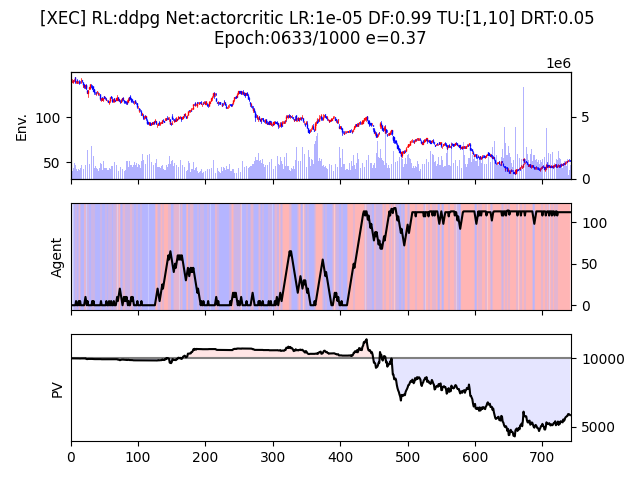 [XEC] RL:ddpg Net:actorcritic LR:1e-05 DF:0.99 TU:[1,10] DRT:0.05
Epoch:0633/1000 e=0.37
1e6
Env.
100
50
5
0
Agent
100
50
0
PV
10000
5000
0 100 200 300 400 500 600 700